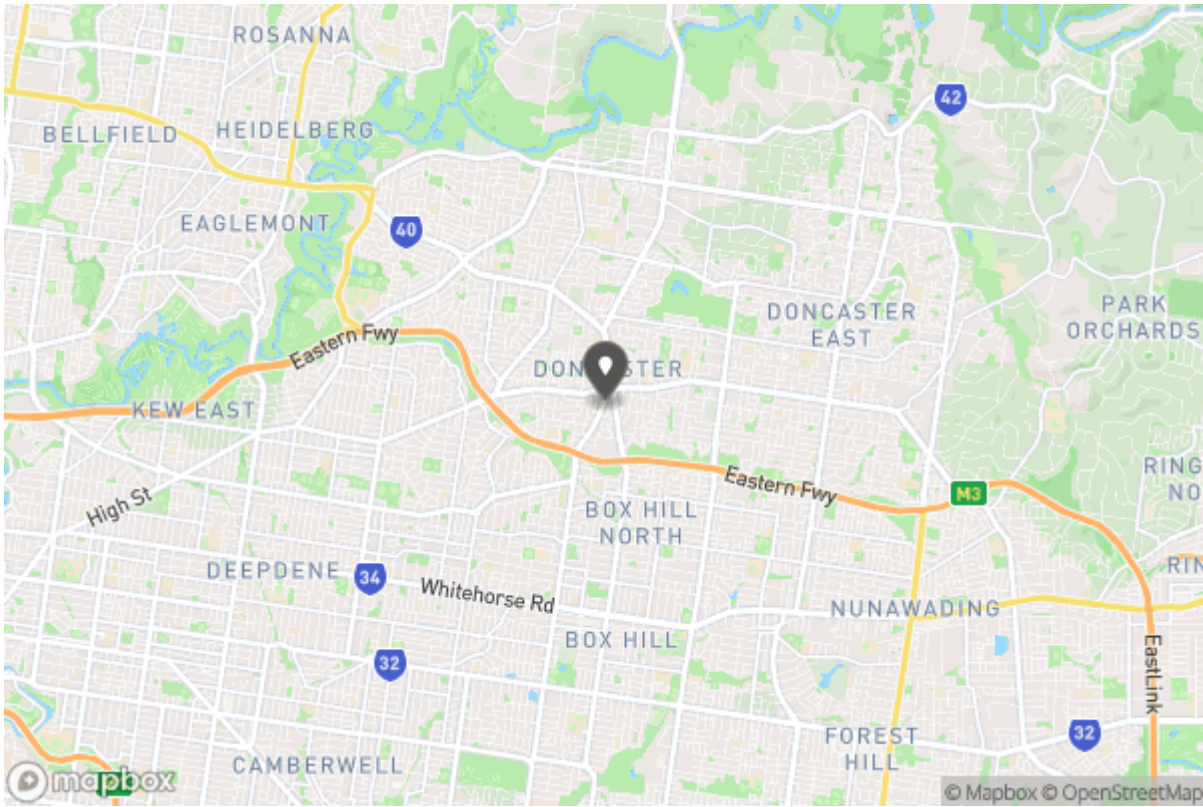 ROSANNA
42
BELLFIELD
HEIDELBERG
EAGLEMONT
40
DONCASTER
EAST
PARK
ORCHARDS
Eastern Fwy
DONCASTER
KEW EAST
High St
Eastern Fwy
M3
RING
NO
BOX HILL
NORTH
DEEPDENE
34
Whitehorse Rd
RIN
NUNAWADING
BOX HILL
32
EastLink
FOREST
HILL
32
CAMBERWELL
mapbox
© Mapbox © OpenStreetMap